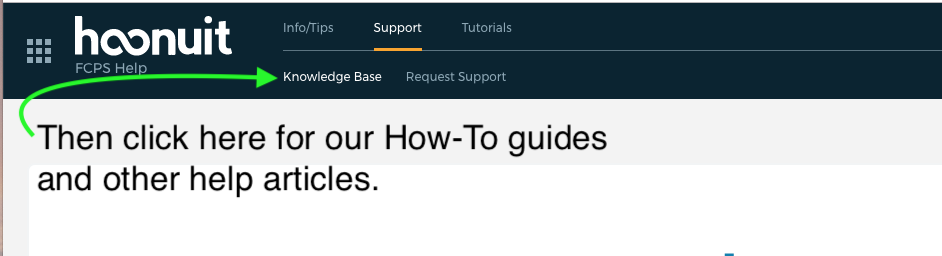 Info/Tips Support Tutorials
hoonuit
FCPS Help
Knowledge Base Request Support
Then click here for our How-To guides
and other help articles.